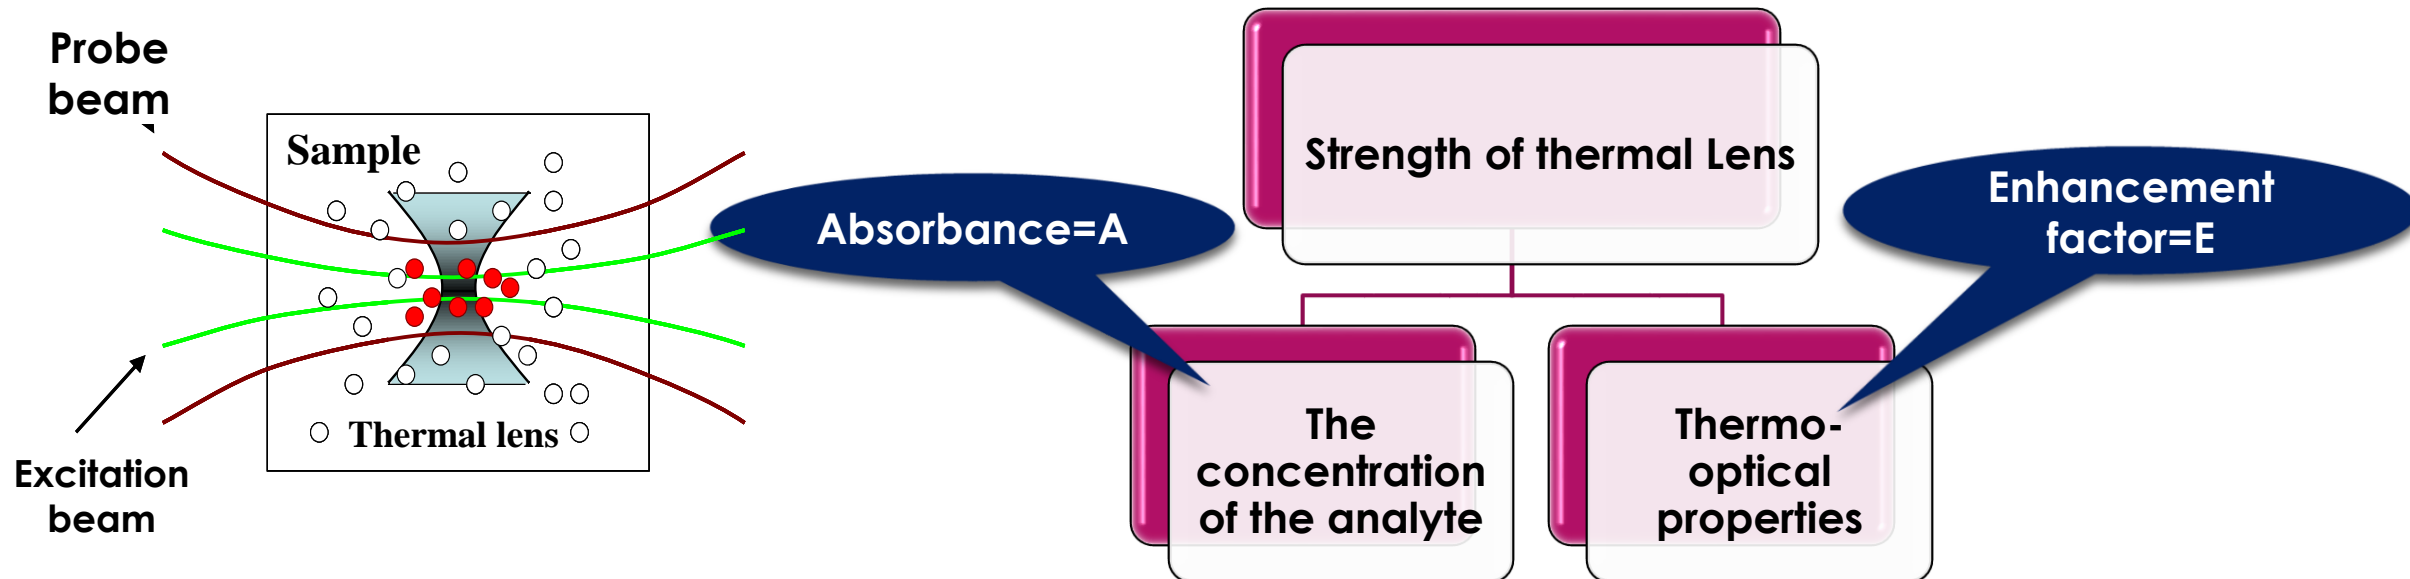 Probe
beam
Sample
Thermal lens
Excitation
beam
Strength of thermal Lens
Absorbance=A
Enhancement
factor=E
The
concentration
of the analyte
Thermo-
optical
properties